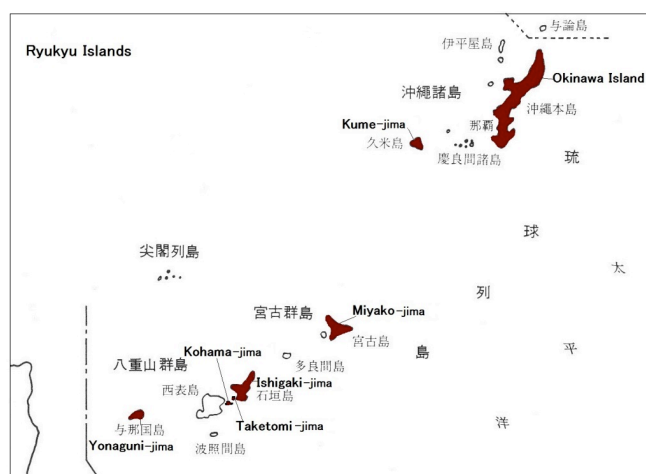 Ryukyu Islands
与論島
伊平屋島
Okinawa Island
沖繩諸島
沖繩本島
那覇
Kume-jima
久米島
慶良間諸島
琉球列島
太平洋
尖閣列島
宮古群島
Miyako-jima
宮古島
Kohama-jima
多良間島
八重山群島
Ishigaki-jima
西表島
石垣島
Taketomi-jima
与那国島
波照間島
Yonaguni-jima